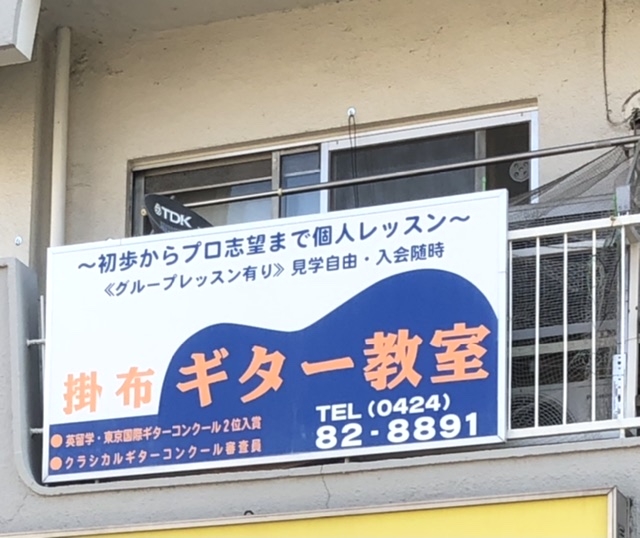 TDK
～初歩からプロ志望まで個人レッスン～
《グループレッスン有り》見学自由・入会随時
掛布 ギター教室
●英留学・東京国際ギターコンクール2位入賞
●クラシカルギターコンクール審査員
TEL (0424)
82-8891